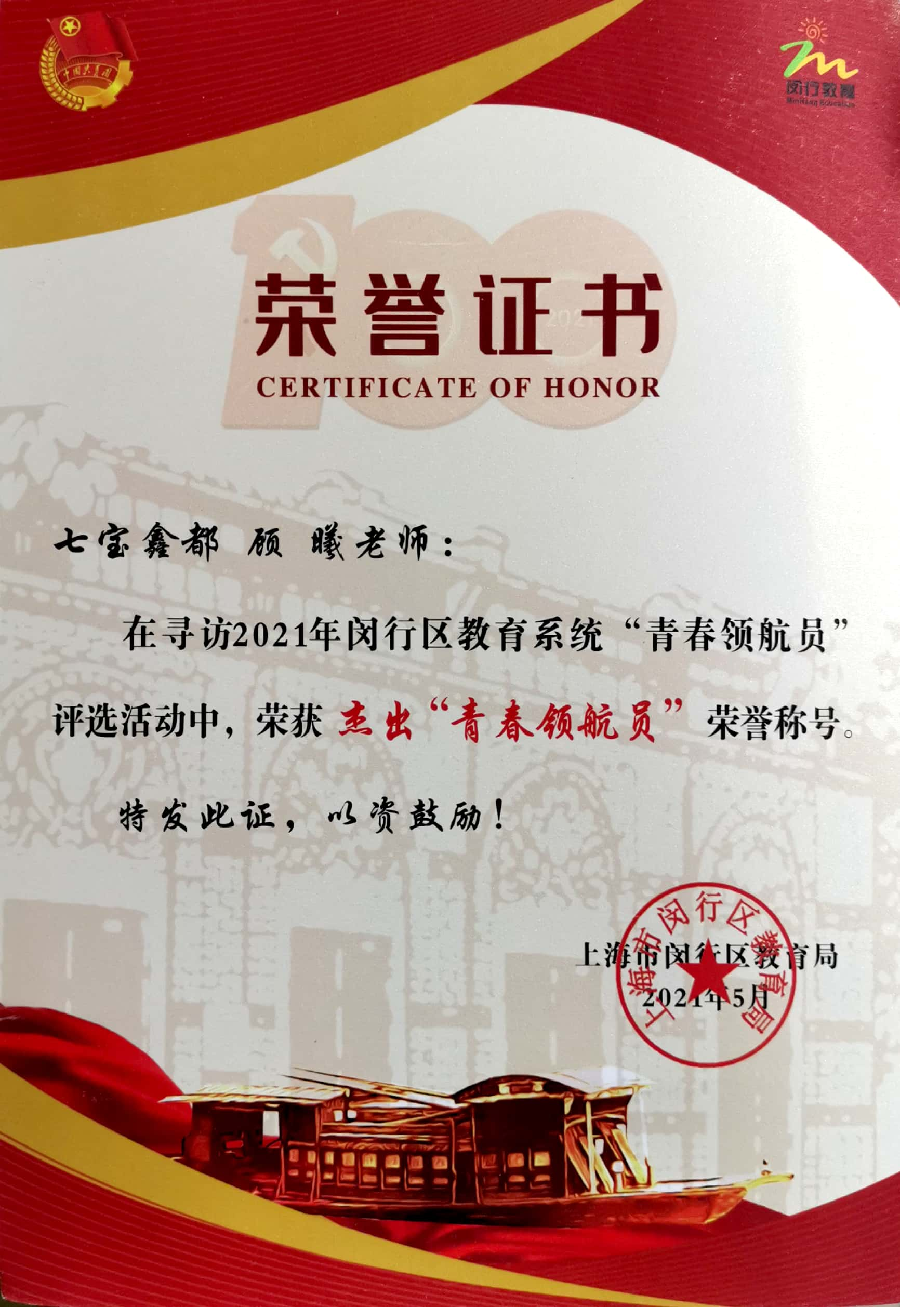 中国共青团
闵行教育
Minhang Education
100
荣誉证书
CERTIFICATE OF HONOR
七宝鑫都 顾 曦老师：
在寻访2021年闵行区教育系统“青春领航员”
评选活动中，荣获 杰出“青春领航员” 荣誉称号。
特发此证，以资鼓励！
上海市闵行区教育局
2021年5月
上海市闵行区教育局